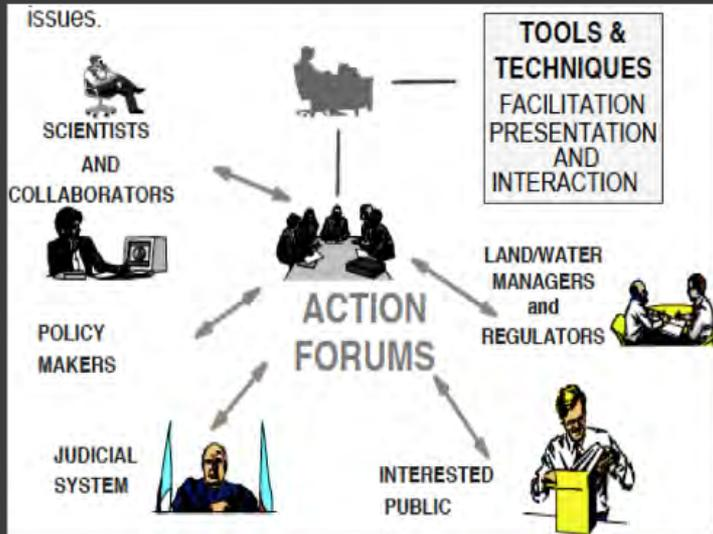 issues.
TOOLS &
TECHNIQUES
FACILITATION
PRESENTATION
AND
INTERACTION
SCIENTISTS
AND
COLLABORATORS
LAND/WATER
MANAGERS
and
REGULATORS
ACTION
FORUMS
POLICY
MAKERS
JUDICIAL
SYSTEM
INTERESTED
PUBLIC